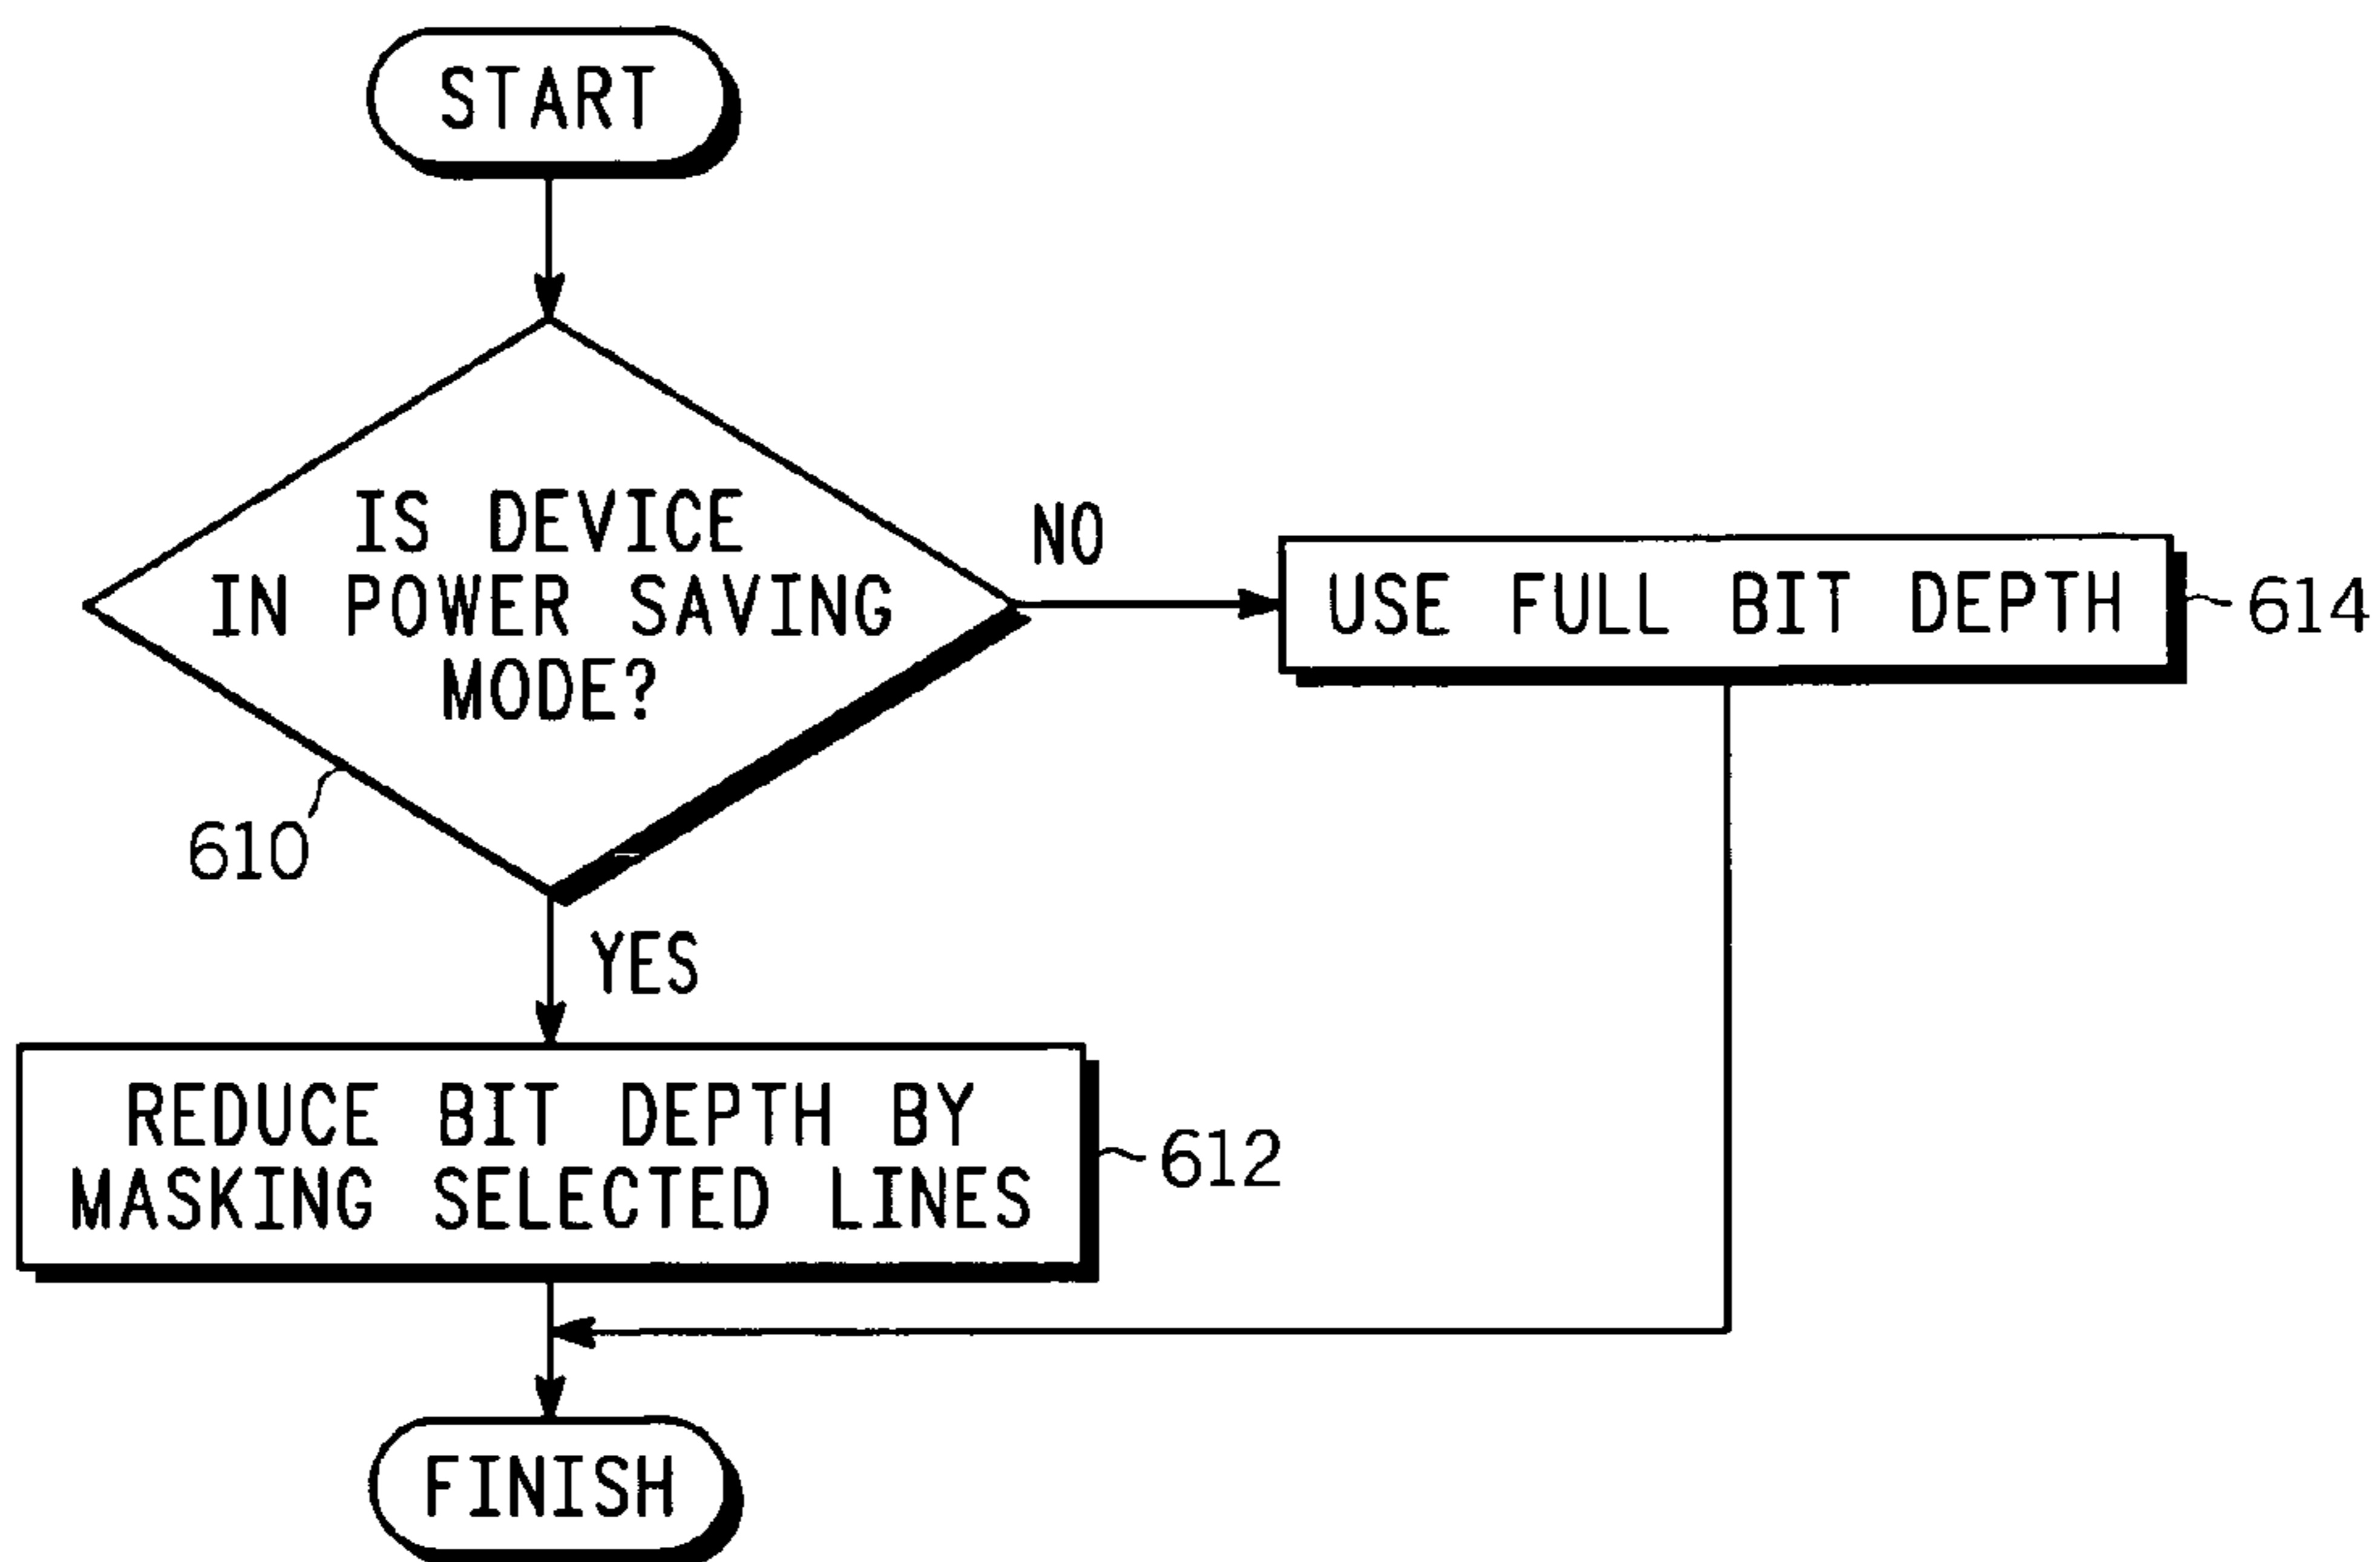 START
IS DEVICE
IN POWER SAVING
MODE?
NO
USE FULL BIT DEPTH
614
610
YES
REDUCE BIT DEPTH BY
MASKING SELECTED LINES
612
FINISH